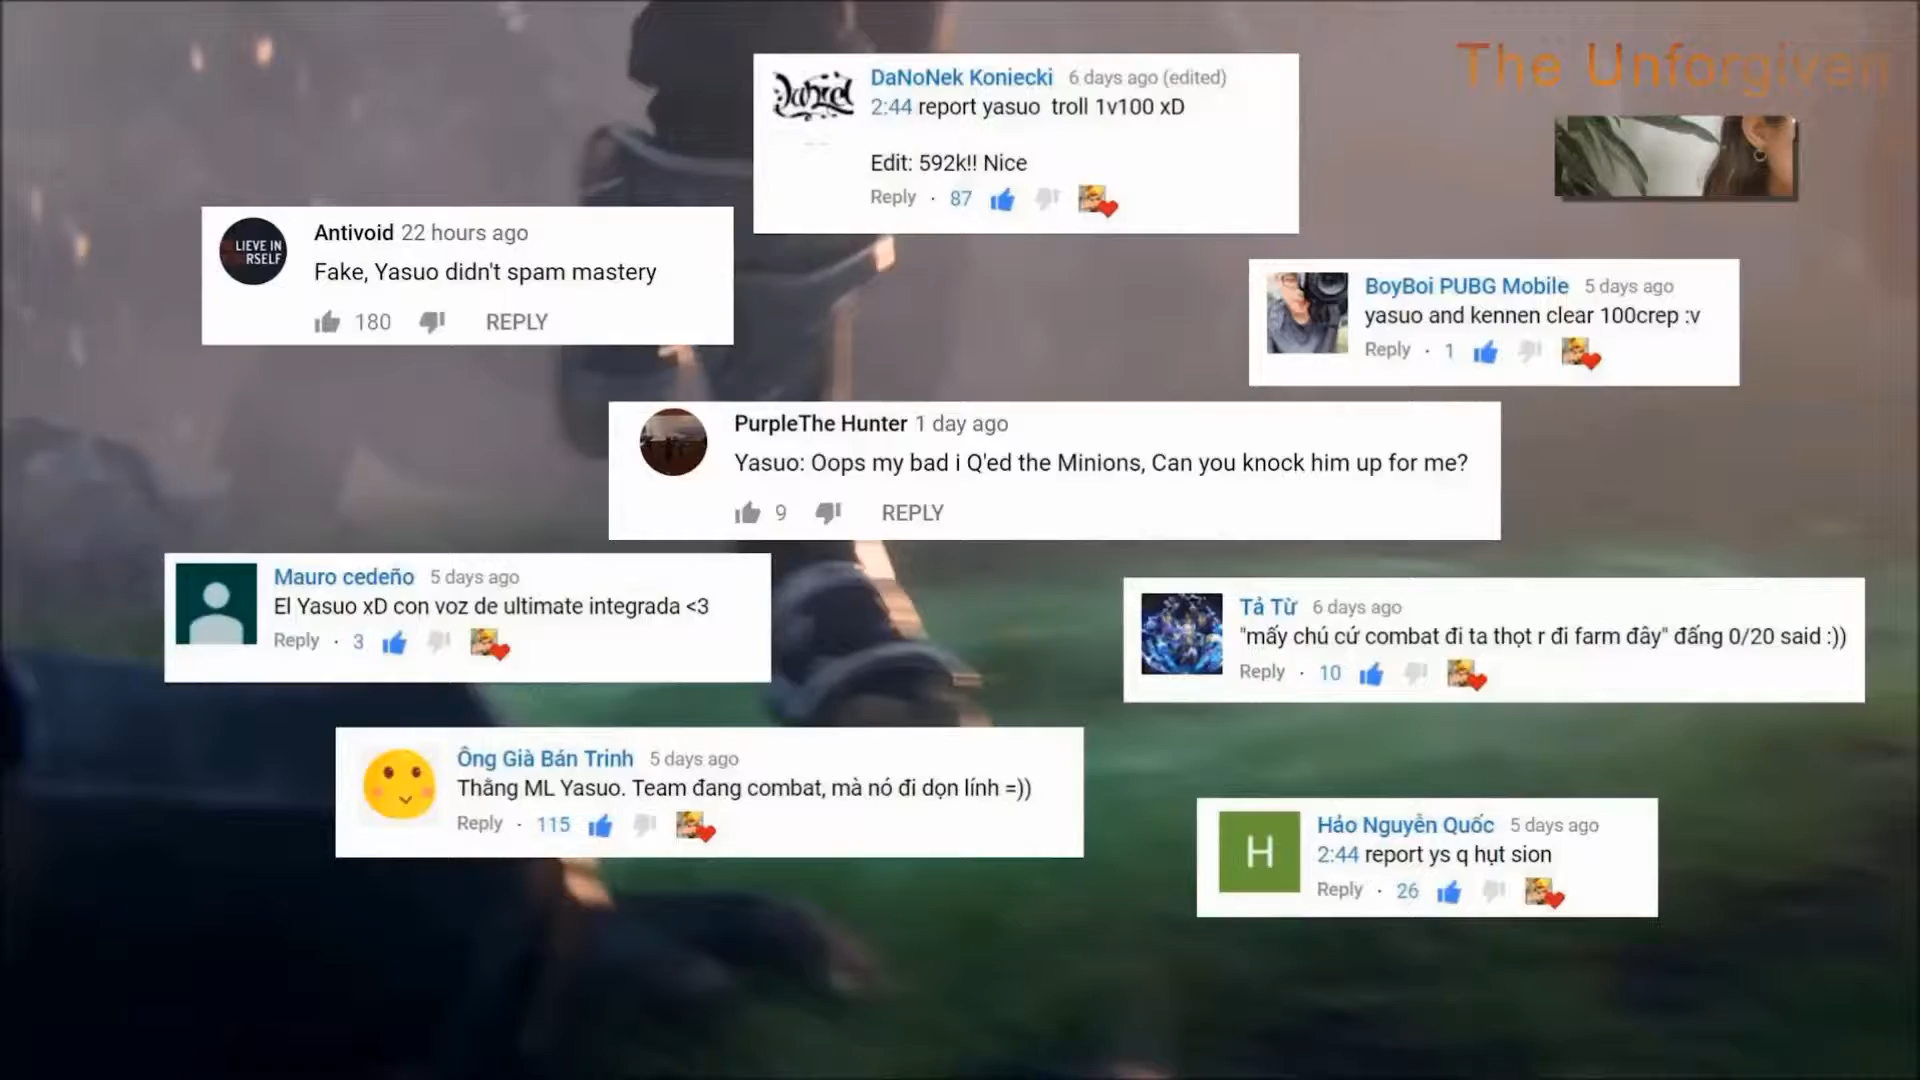 The Unforgiven
DaNoNek Koniecki 6 days ago (edited)
2:44 report yasuo troll 1v100 xD
Edit: 592k!! Nice
Reply · 87
LIEVE IN
RSELF
Antivoid 22 hours ago
Fake, Yasuo didn't spam mastery
180 REPLY
BoyBoi PUBG Mobile 5 days ago
yasuo and kennen clear 100crep :v
Reply · 1
PurpleThe Hunter 1 day ago
Yasuo: Oops my bad i Q'ed the Minions, Can you knock him up for me?
9 REPLY
Mauro cedeño 5 days ago
El Yasuo xD con voz de ultimate integrada <3
Reply · 3
Tả Từ 6 days ago
"mấy chú cứ combat đi ta thọt r đi farm đây" đấng 0/20 said :))
Reply · 10
Ông Già Bán Trinh 5 days ago
Thằng ML Yasuo. Team đang combat, mà nó đi dọn lính =))
Reply · 115
H
Hảo Nguyễn Quốc 5 days ago
2:44 report ys q hụt sion
Reply · 26